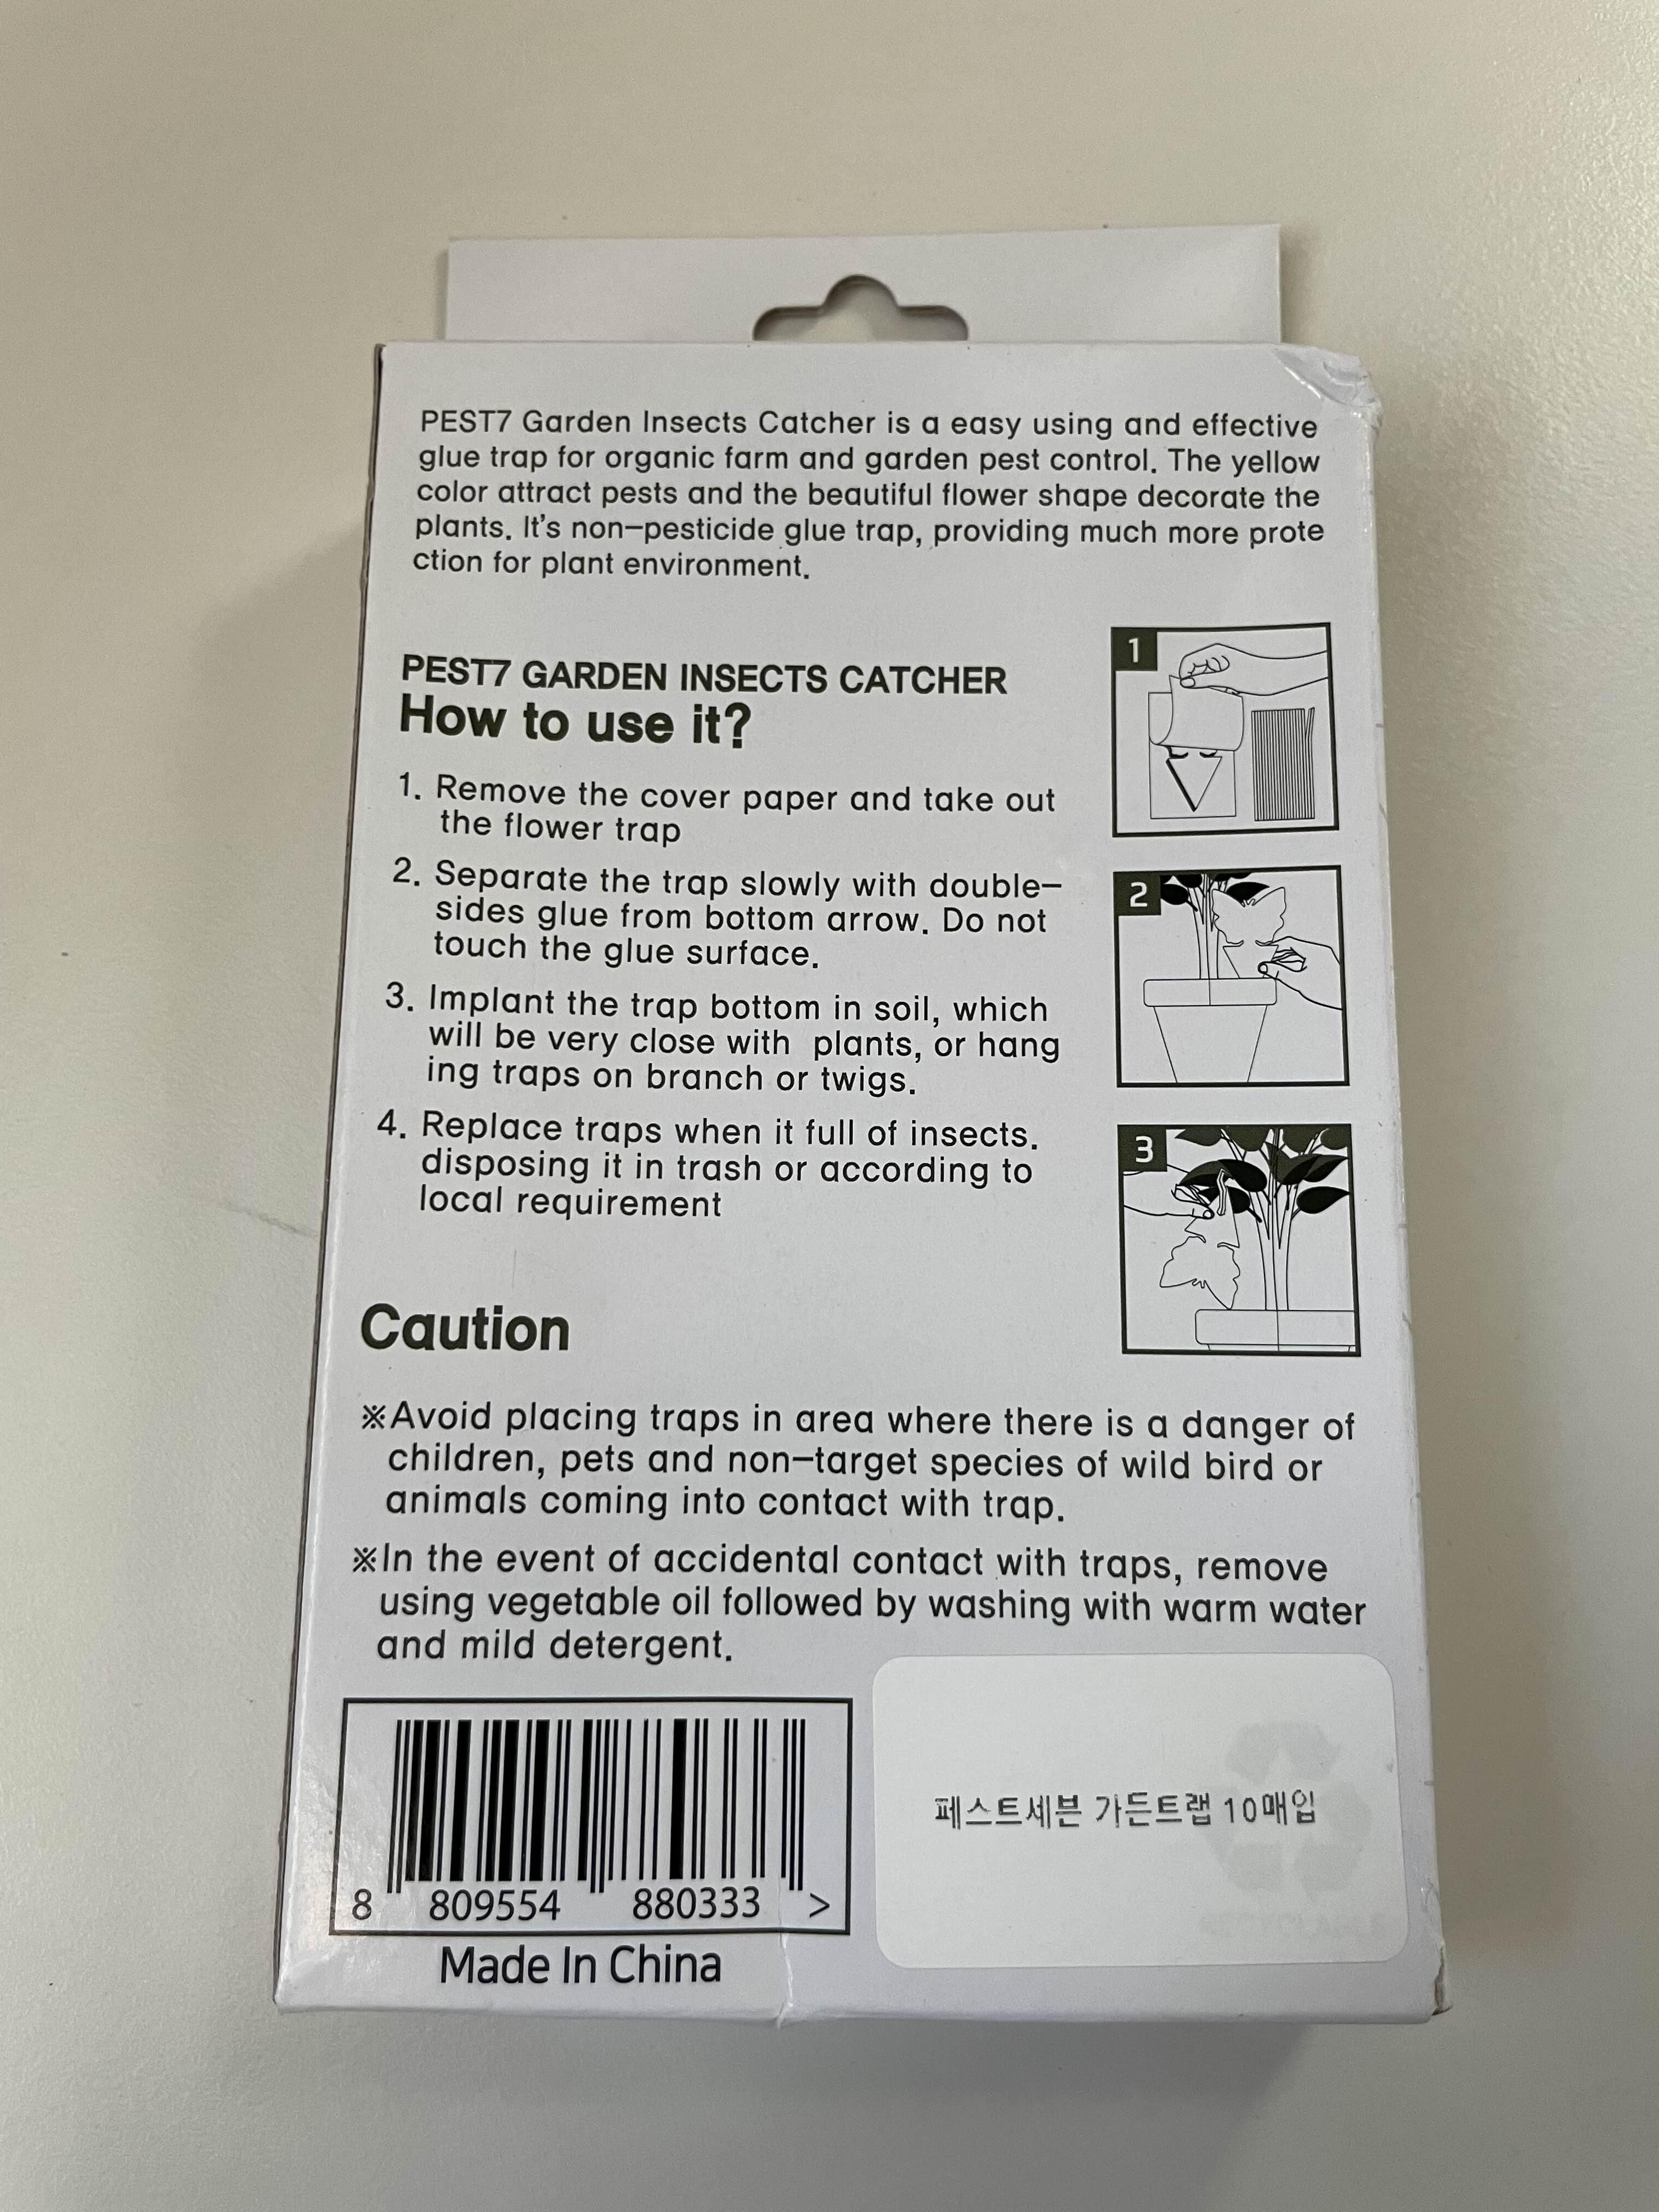 PEST7 Garden Insects Catcher is a easy using and effective
glue trap for organic farm and garden pest control. The yellow
color attract pests and the beautiful flower shape decorate the
plants. It's non-pesticide glue trap, providing much more prote
ction for plant environment.
PEST7 GARDEN INSECTS CATCHER
How to use it?
1. Remove the cover paper and take out
the flower trap
2. Separate the trap slowly with double-
sides glue from bottom arrow. Do not
touch the glue surface.
3. Implant the trap bottom in soil, which
will be very close with plants, or hang
ing traps on branch or twigs.
4. Replace traps when it full of insects.
disposing it in trash or according to
local requirement
1
2
3
Caution
※Avoid placing traps in area where there is a danger of
children, pets and non-target species of wild bird or
animals coming into contact with trap.
※In the event of accidental contact with traps, remove
using vegetable oil followed by washing with warm water
and mild detergent.
8 809554 880333 >
Made In China
페스트세븐 가든트랩 10매입